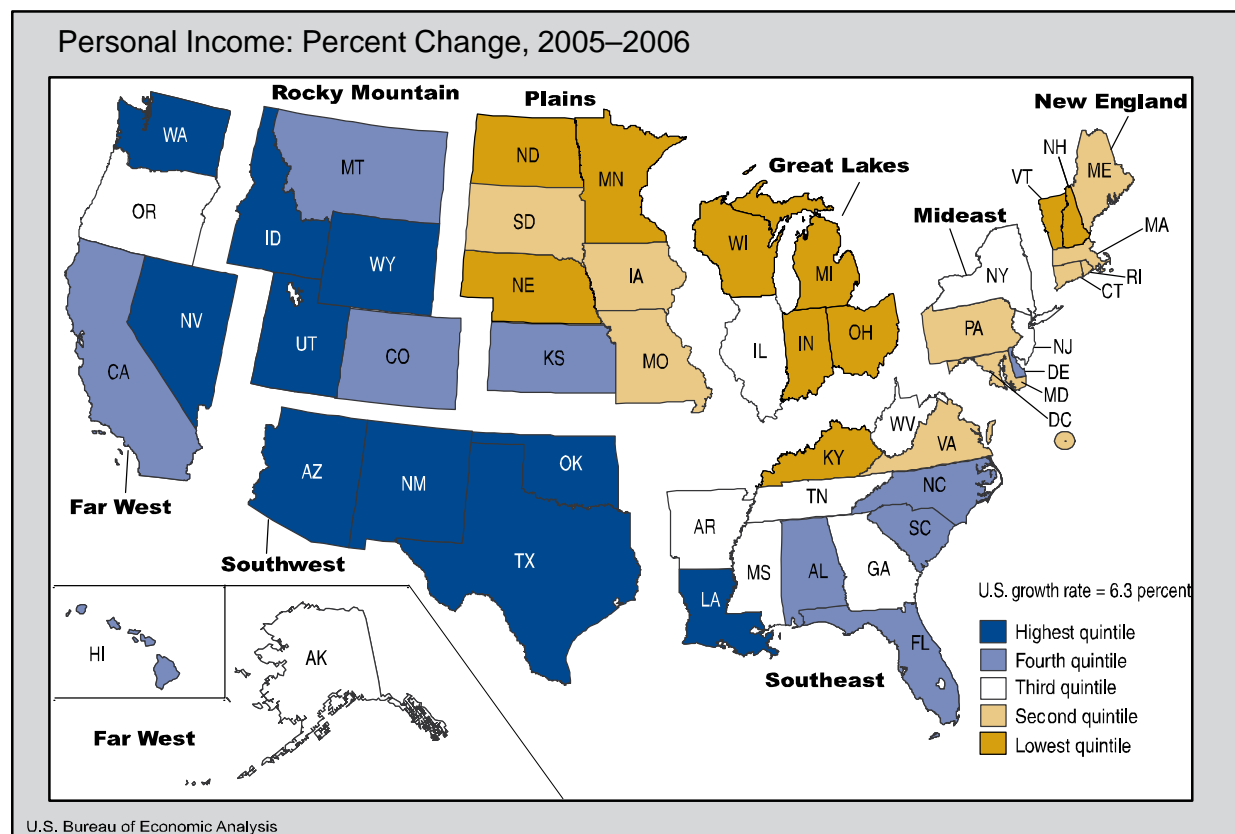 Personal Income: Percent Change, 2005–2006
Rocky Mountain
Plains
New England
Great Lakes
Mideast
WA
MT
ND
MN
NH
ME
VT
OR
ID
SD
WI
MA
WY
MI
NY
RI
CT
NE
IA
NV
UT
CO
KS
MO
IL
IN
OH
PA
NJ
DE
MD
DC
CA
WV
KY
VA
AZ
NM
OK
TN
NC
Far West
AR
SC
Southwest
TX
MS
AL
GA
LA
FL
Southeast
HI
AK
Far West
U.S. growth rate = 6.3 percent
Highest quintile
Fourth quintile
Third quintile
Second quintile
Lowest quintile
U.S. Bureau of Economic Analysis